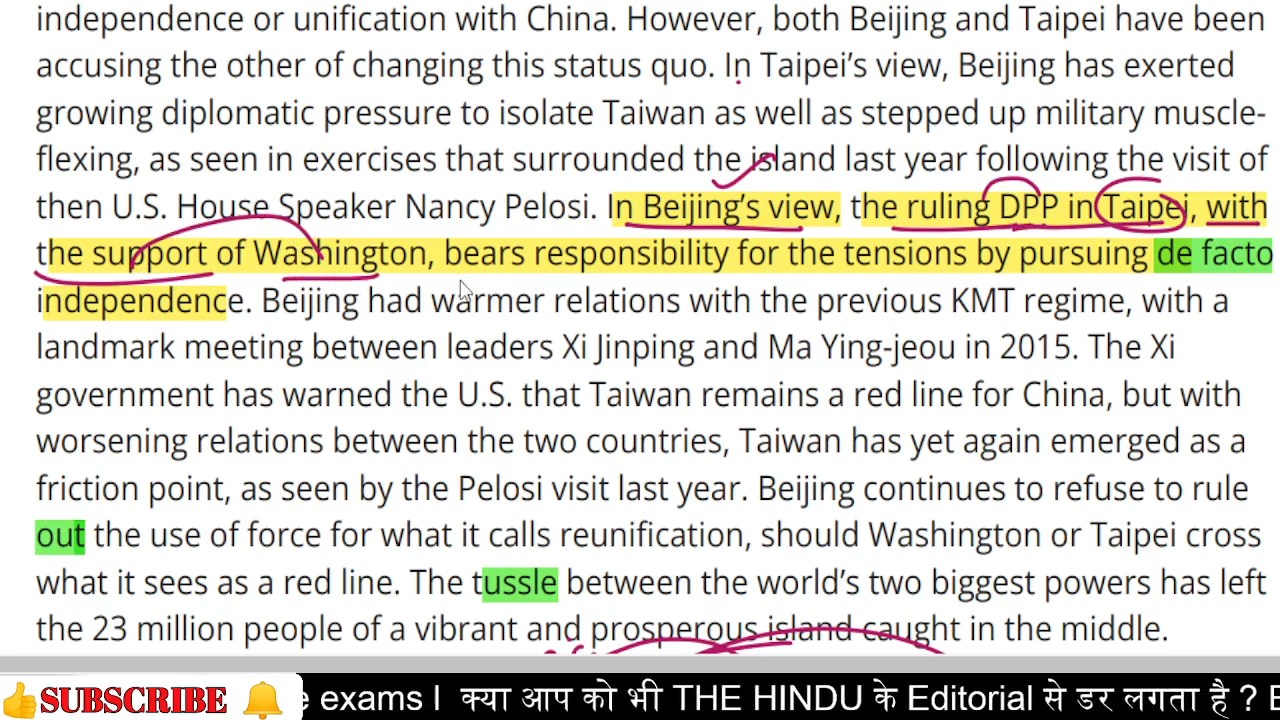 independence or unification with China. However, both Beijing and Taipei have been
accusing the other of changing this status quo. In Taipei’s view, Beijing has exerted
growing diplomatic pressure to isolate Taiwan as well as stepped up military muscle-
flexing, as seen in exercises that surrounded the island last year following the visit of
then U.S. House Speaker Nancy Pelosi. In Beijing’s view, the ruling DPP in Taipei, with
the support of Washington, bears responsibility for the tensions by pursuing de facto
independence. Beijing had warmer relations with the previous KMT regime, with a
landmark meeting between leaders Xi Jinping and Ma Ying-jeou in 2015. The Xi
government has warned the U.S. that Taiwan remains a red line for China, but with
worsening relations between the two countries, Taiwan has yet again emerged as a
friction point, as seen by the Pelosi visit last year. Beijing continues to refuse to rule
out the use of force for what it calls reunification, should Washington or Taipei cross
what it sees as a red line. The tussle between the world’s two biggest powers has left
the 23 million people of a vibrant and prosperous island caught in the middle.
SUBSCRIBE exams I क्या आप को भी THE HINDU के Editorial से डर लगता है ?